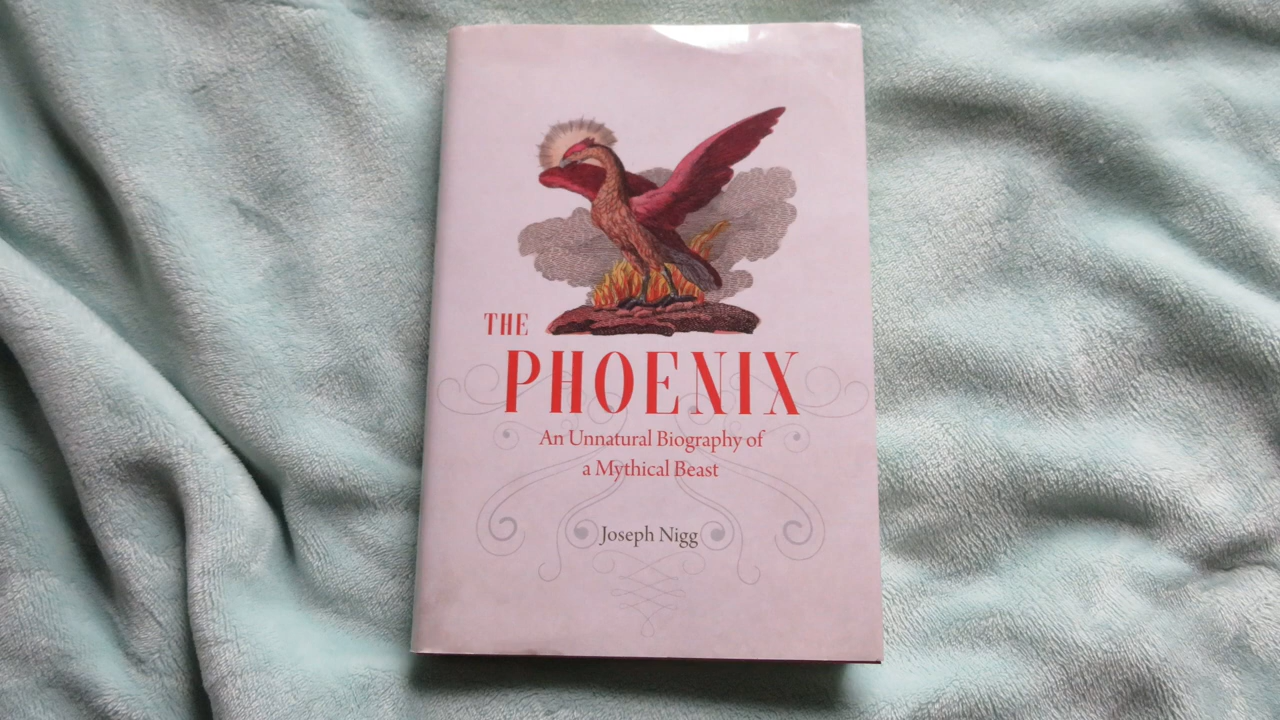 THE
PHOENIX
An Unnatural Biography of
a Mythical Beast
Joseph Nigg